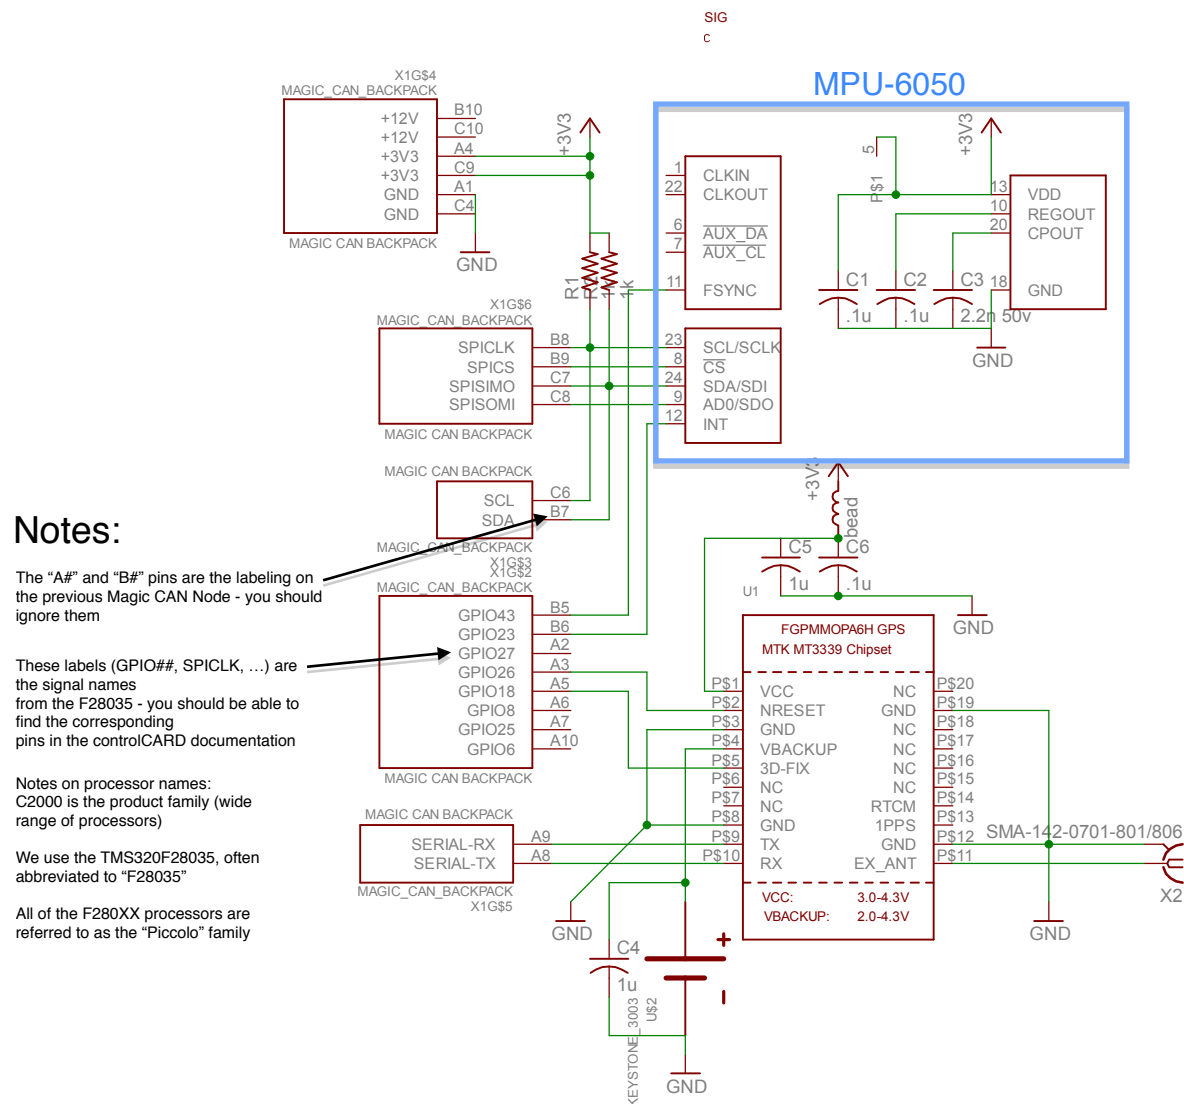 SIG
C
MPU-6050
X1G$4
MAGIC_CAN_BACKPACK
+12V B10
+12V C10
+3V3 A4
+3V3 C9
GND A1
GND C4
MAGIC CAN BACKPACK
GND
+3V3
R1
1k
X1G$6
MAGIC_CAN_BACKPACK
SPICLK B8
SPICS B9
SPISIMO C7
SPISOMI C8
MAGIC CAN BACKPACK
1 CLKIN
22 CLKOUT
6 AUX_DA
7 AUX_CL
11 FSYNC
23 SCL/SCLK
8 CS
24 SDA/SDI
9 AD0/SDO
12 INT
5
P$1
+3V3
13 VDD
10 REGOUT
20 CPOUT
18 GND
C1
.1u
C2
.1u
C3
2.2n 50v
GND
MAGIC CAN BACKPACK
SCL C6
SDA B7
MAGIC_CAN_BACKPACK
X1G$3
X1G$2
MAGIC_CAN_BACKPACK
GPIO43 B5
GPIO23 B6
GPIO27 A2
GPIO26 A3
GPIO18 A5
GPIO8 A6
GPIO25 A7
GPIO6 A10
MAGIC CAN BACKPACK
MAGIC CAN BACKPACK
SERIAL-RX A9
SERIAL-TX A8
MAGIC_CAN_BACKPACK
X1G$5
Notes:
The “A#” and “B#” pins are the labeling on
the previous Magic CAN Node - you should
ignore them
These labels (GPIO##, SPICLK, …) are
the signal names
from the F28035 - you should be able to
find the corresponding
pins in the controlCARD documentation
Notes on processor names:
C2000 is the product family (wide
range of processors)
We use the TMS320F28035, often
abbreviated to “F28035”
All of the F280XX processors are
referred to as the “Piccolo” family
+3V3
bead
C5
1u
C6
.1u
GND
U1
FGPMMOPA6H GPS
MTK MT3339 Chipset
P$1 VCC NC P$20
P$2 NRESET GND P$19
P$3 GND NC P$18
P$4 VBACKUP NC P$17
P$5 3D-FIX NC P$16
P$6 NC NC P$15
P$7 NC RTCM P$14
P$8 GND 1PPS P$13
P$9 TX GND P$12
P$10 RX EX_ANT P$11
VCC: 3.0-4.3V
VBACKUP: 2.0-4.3V
SMA-142-0701-801/806
X2
GND
GND
C4
1u
+
-
KEYSTONE_3003
U$2
GND